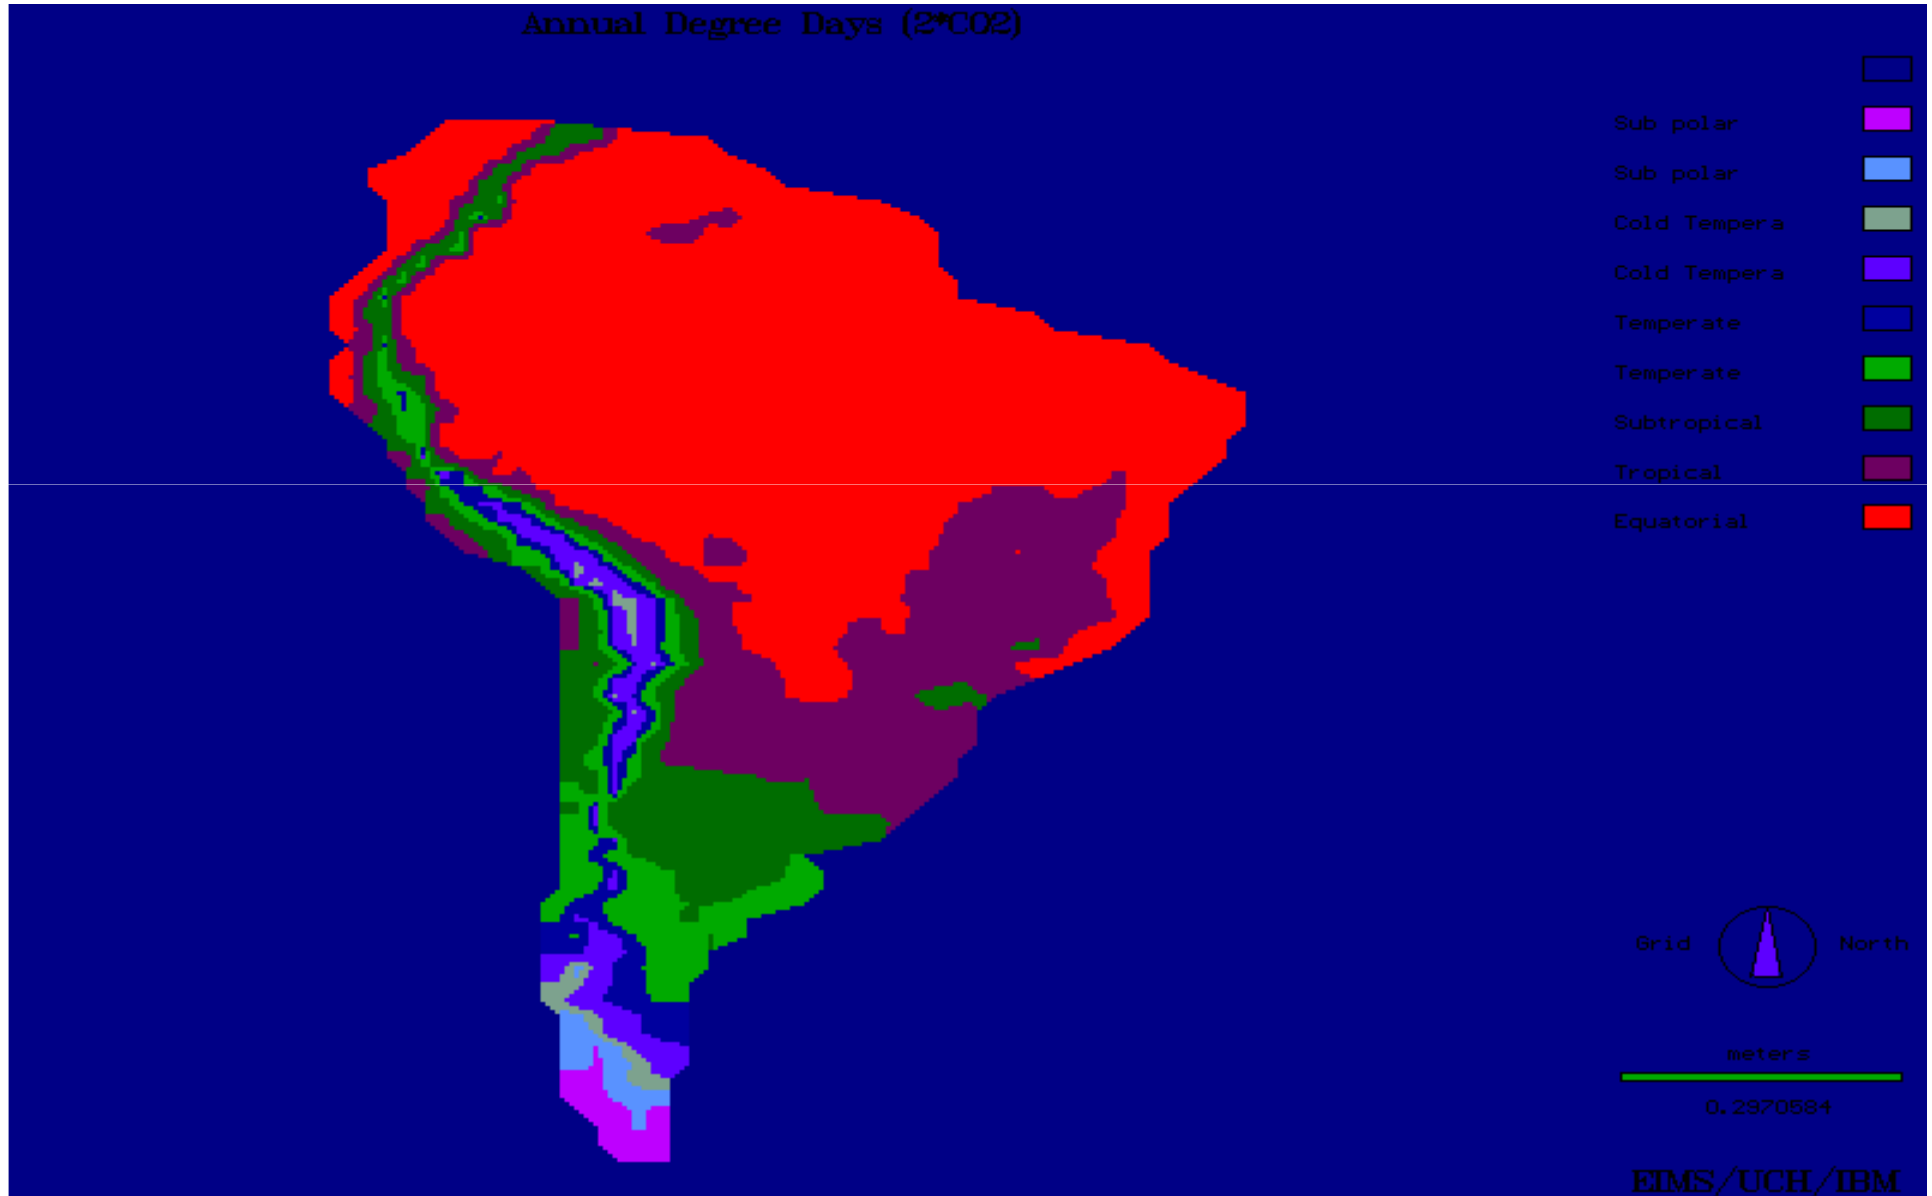 Annual Degree Days (2*CO2)
Sub polar
Sub polar
Cold Tempera
Cold Tempera
Temperate
Temperate
Subtropical
Tropical
Equatorial
Grid North
meters
0.2970584
EIMS/UCH/IBM